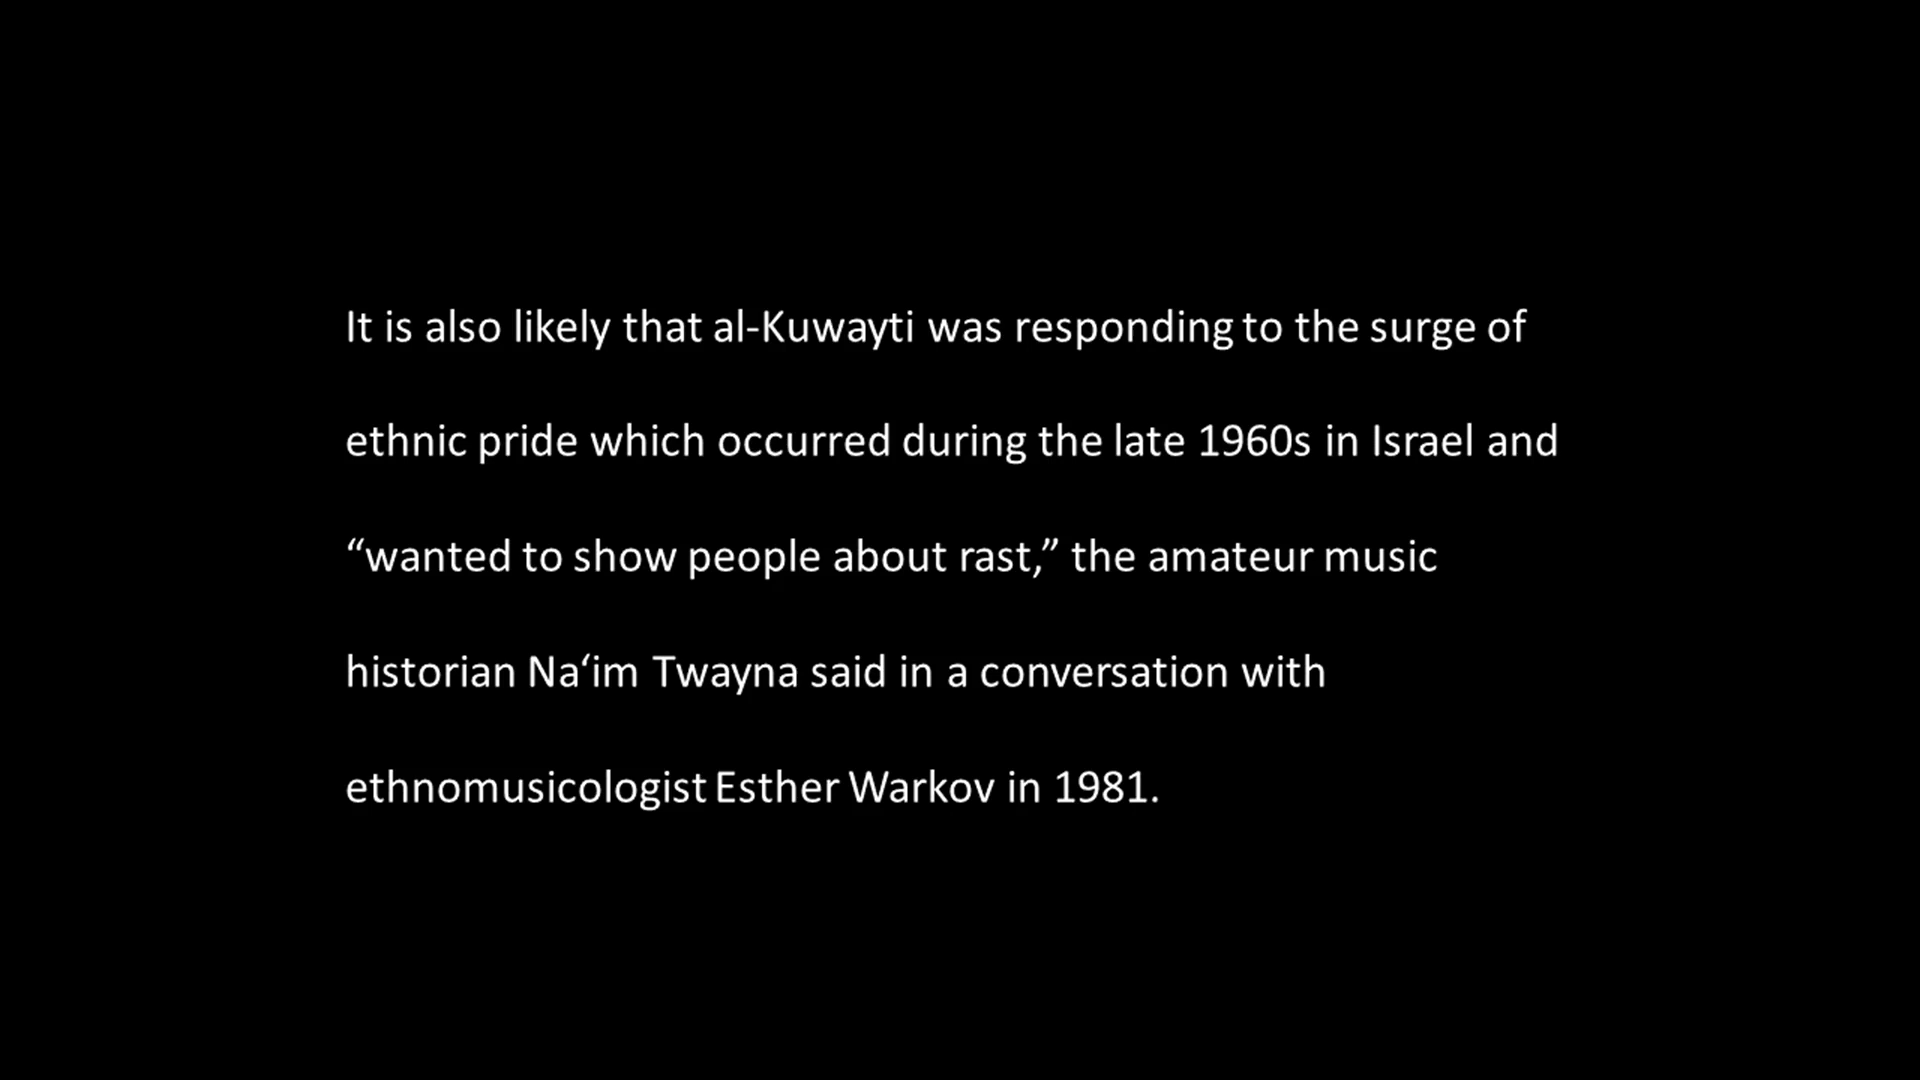 It is also likely that al-Kuwayti was responding to the surge of
ethnic pride which occurred during the late 1960s in Israel and
“wanted to show people about rast,” the amateur music
historian Na‘im Twayna said in a conversation with
ethnomusicologist Esther Warkov in 1981.